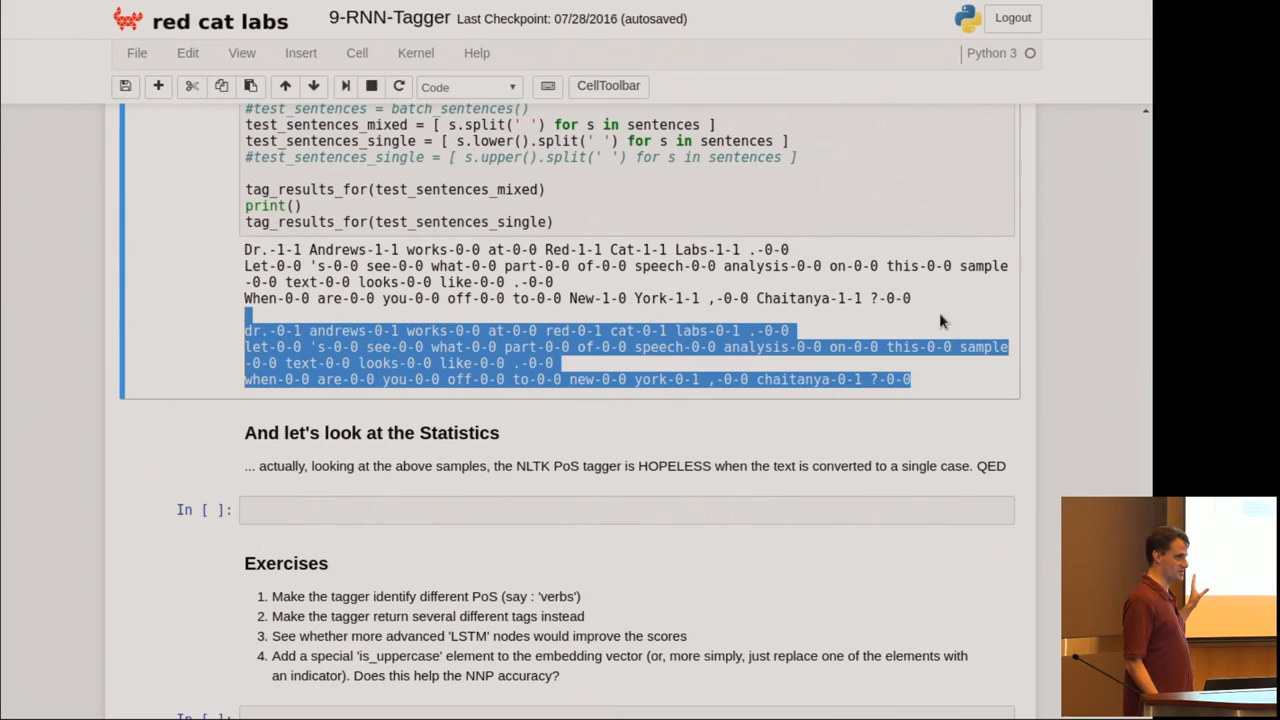 red cat labs
9-RNN-Tagger Last Checkpoint: 07/28/2016 (autosaved)
Logout
File Edit View Insert Cell Kernel Help
Python 3
Code
CellToolbar
#test_sentences = batch_sentences()
test_sentences_mixed = [ s.split(' ') for s in sentences ]
test_sentences_single = [ s.lower().split(' ') for s in sentences ]
#test_sentences_single = [ s.upper().split(' ') for s in sentences ]
tag_results_for(test_sentences_mixed)
print()
tag_results_for(test_sentences_single)
Dr.-1-1 Andrews-1-1 works-0-0 at-0-0 Red-1-1 Cat-1-1 Labs-1-1 .-0-0
Let-0-0 's-0-0 see-0-0 what-0-0 part-0-0 of-0-0 speech-0-0 analysis-0-0 on-0-0 this-0-0 sample
-0-0 text-0-0 looks-0-0 like-0-0 .-0-0
When-0-0 are-0-0 you-0-0 off-0-0 to-0-0 New-1-0 York-1-1 ,-0-0 Chaitanya-1-1 ?-0-0
dr.-0-1 andrews-0-1 works-0-0 at-0-0 red-0-1 cat-0-1 labs-0-1 .-0-0
let-0-0 's-0-0 see-0-0 what-0-0 part-0-0 of-0-0 speech-0-0 analysis-0-0 on-0-0 this-0-0 sample
-0-0 text-0-0 looks-0-0 like-0-0 .-0-0
when-0-0 are-0-0 you-0-0 off-0-0 to-0-0 new-0-0 york-0-1 ,-0-0 chaitanya-0-1 ?-0-0
And let's look at the Statistics
... actually, looking at the above samples, the NLTK PoS tagger is HOPELESS when the text is converted to a single case. QED
In [ ]:
Exercises
1. Make the tagger identify different PoS (say : 'verbs')
2. Make the tagger return several different tags instead
3. See whether more advanced 'LSTM' nodes would improve the scores
4. Add a special 'is_uppercase' element to the embedding vector (or, more simply, just replace one of the elements with
an indicator). Does this help the NNP accuracy?
In [ ]: